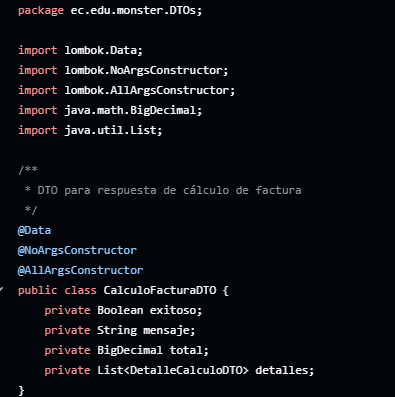 package ec.edu.monster.DTOs;
import lombok.Data;
import lombok.NoArgsConstructor;
import lombok.AllArgsConstructor;
import java.math.BigDecimal;
import java.util.List;
/**
 * DTO para respuesta de cálculo de factura
 */
@Data
@NoArgsConstructor
@AllArgsConstructor
public class CalculoFacturaDTO {
    private Boolean exitoso;
    private String mensaje;
    private BigDecimal total;
    private List<DetalleCalculoDTO> detalles;
}